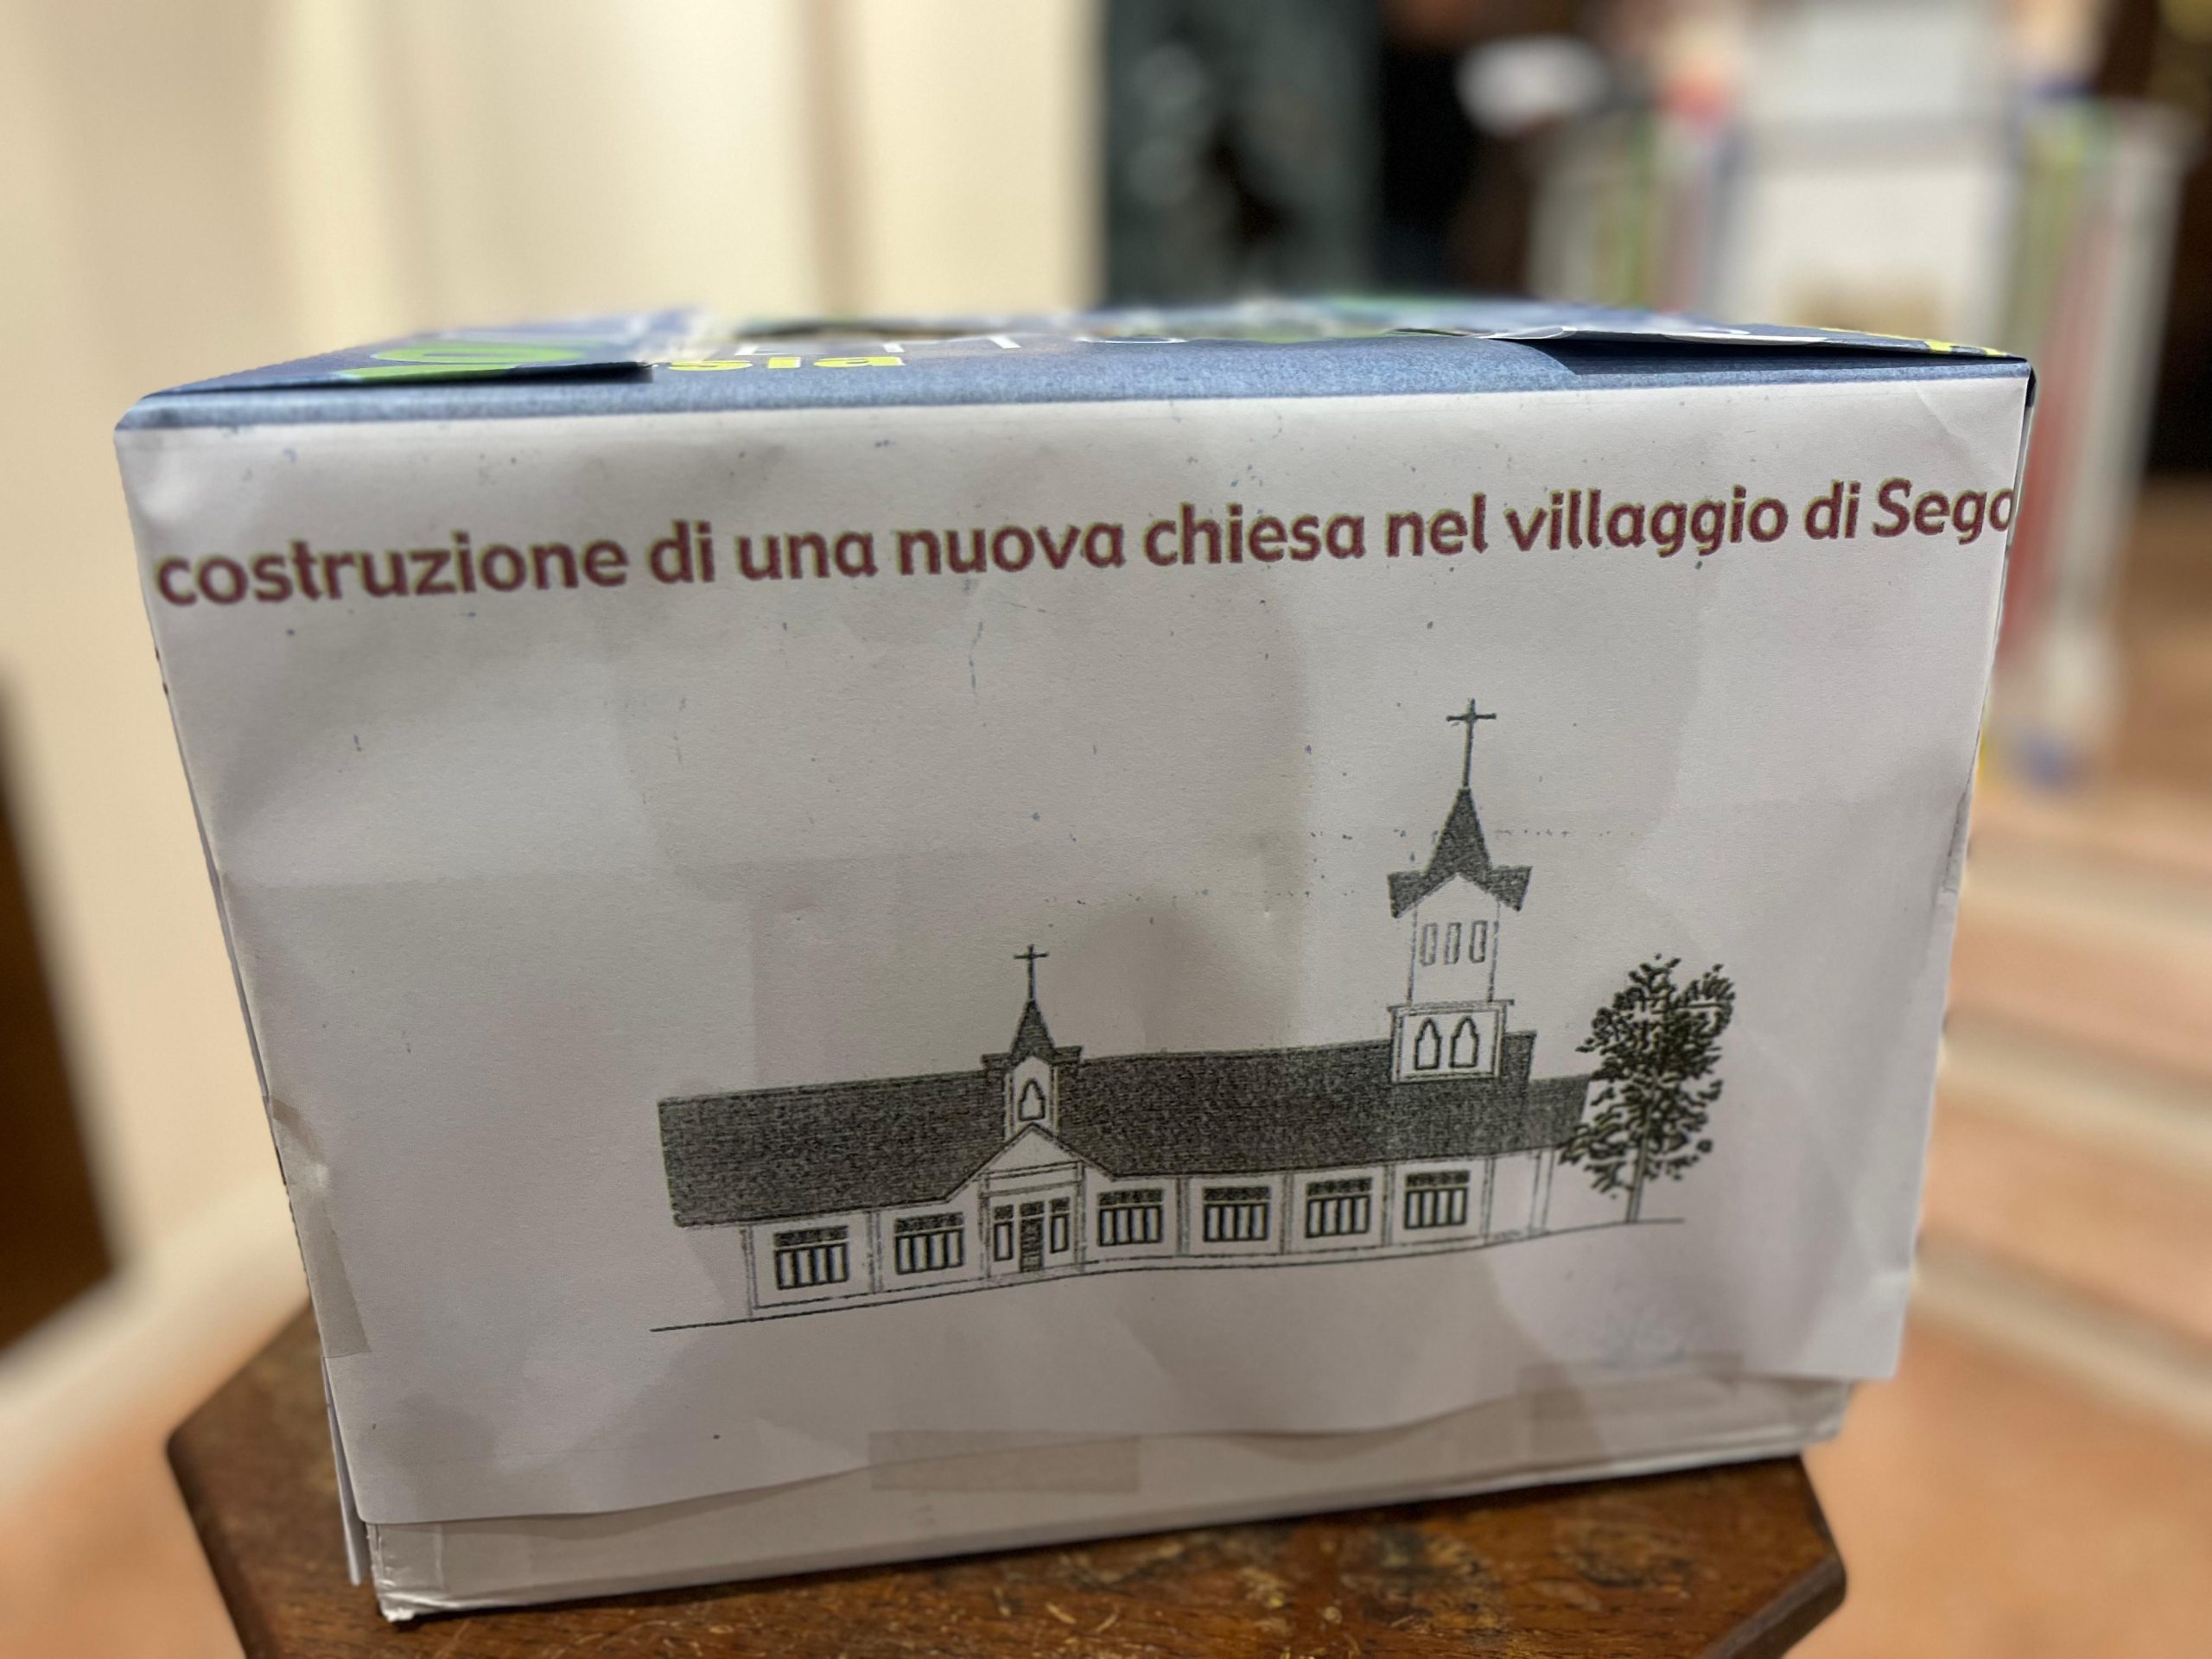 costruzione di una nuova chiesa nel villaggio di Sego